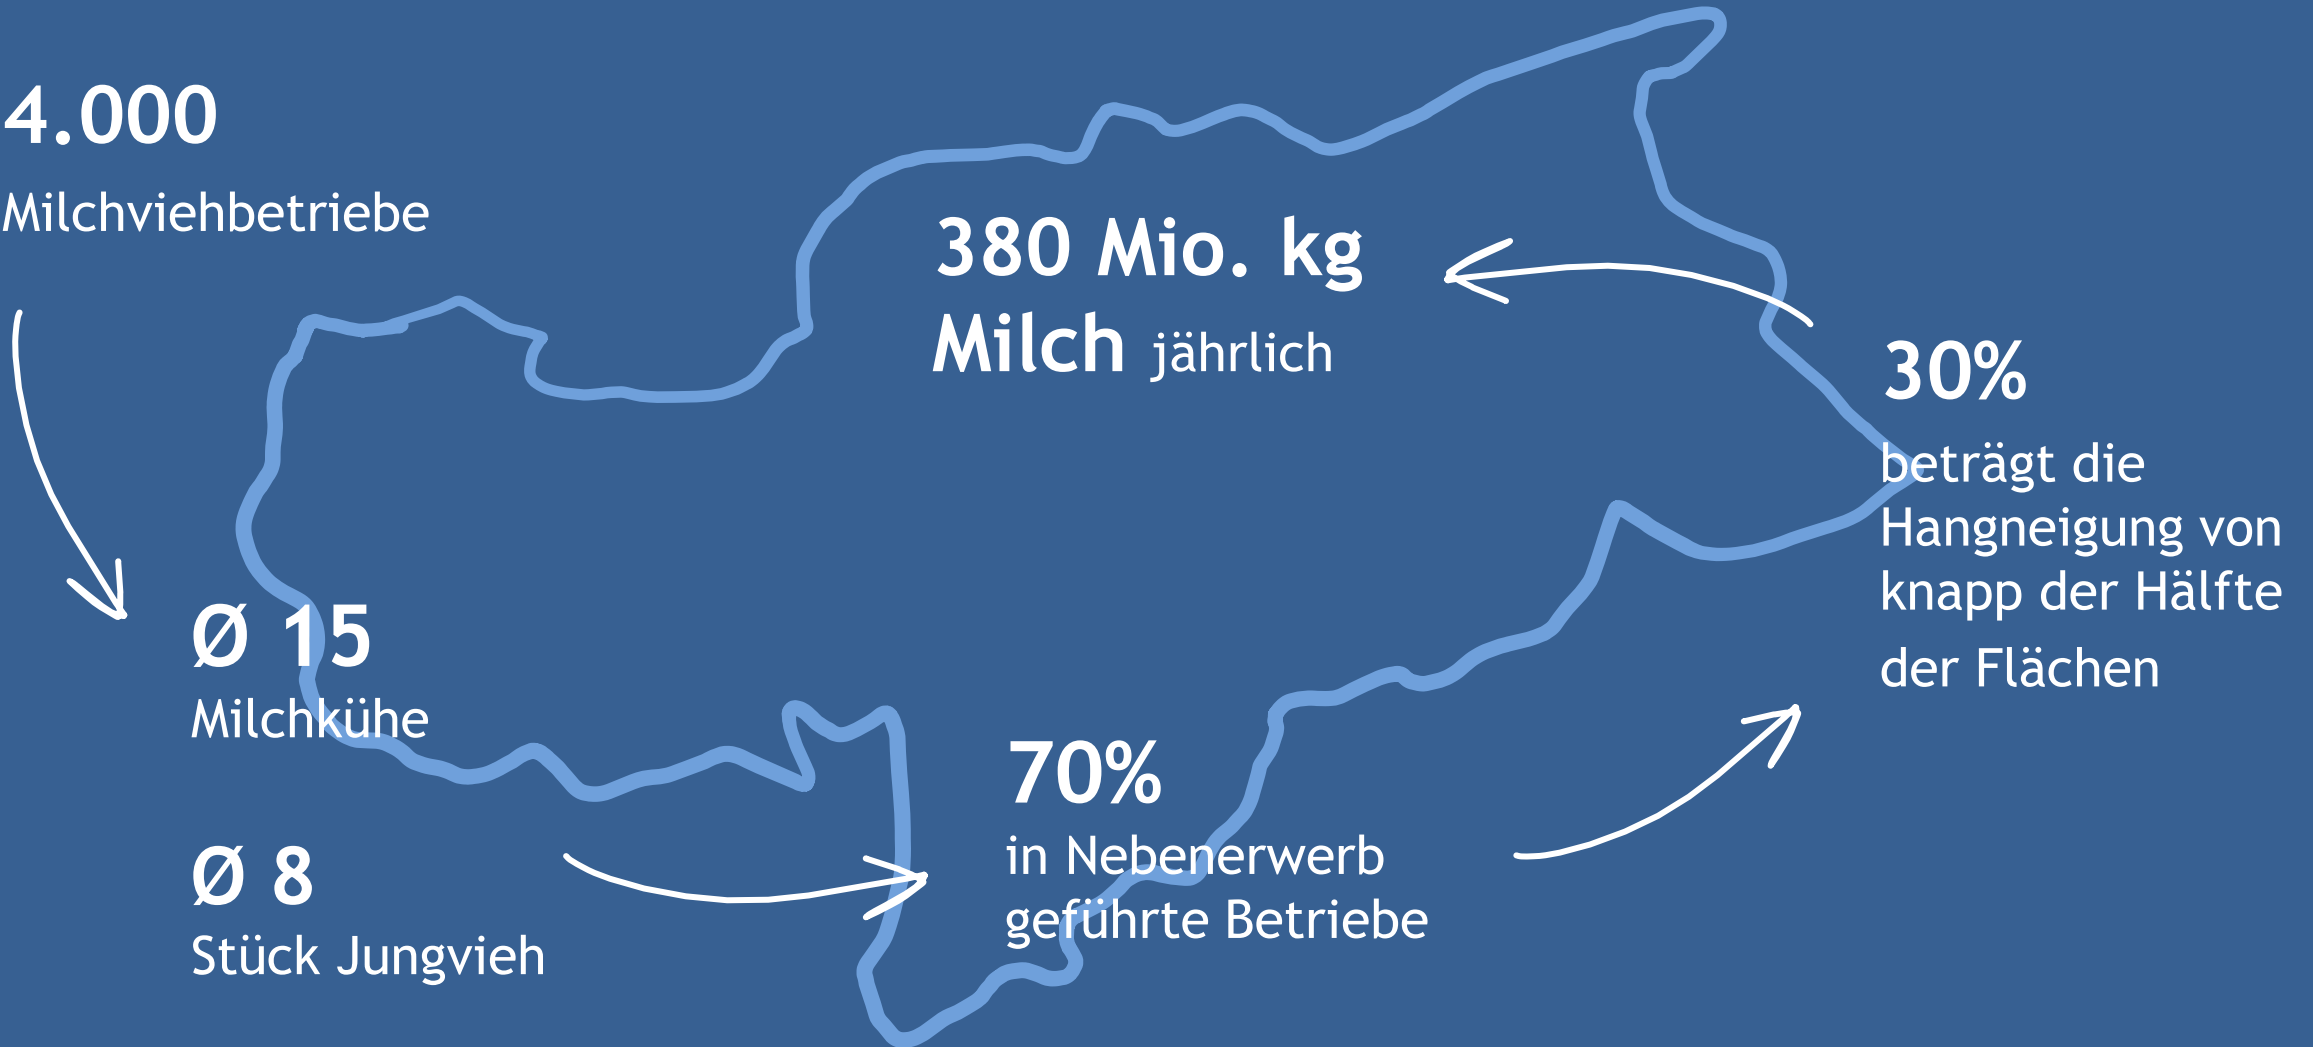 4.000
Milchviehbetriebe
Ø 15
Milchkühe
Ø 8
Stück Jungvieh
70%
in Nebenerwerb
geführte Betriebe
30%
beträgt die
Hangneigung von
knapp der Hälfte
der Flächen
380 Mio. kg
Milch jährlich